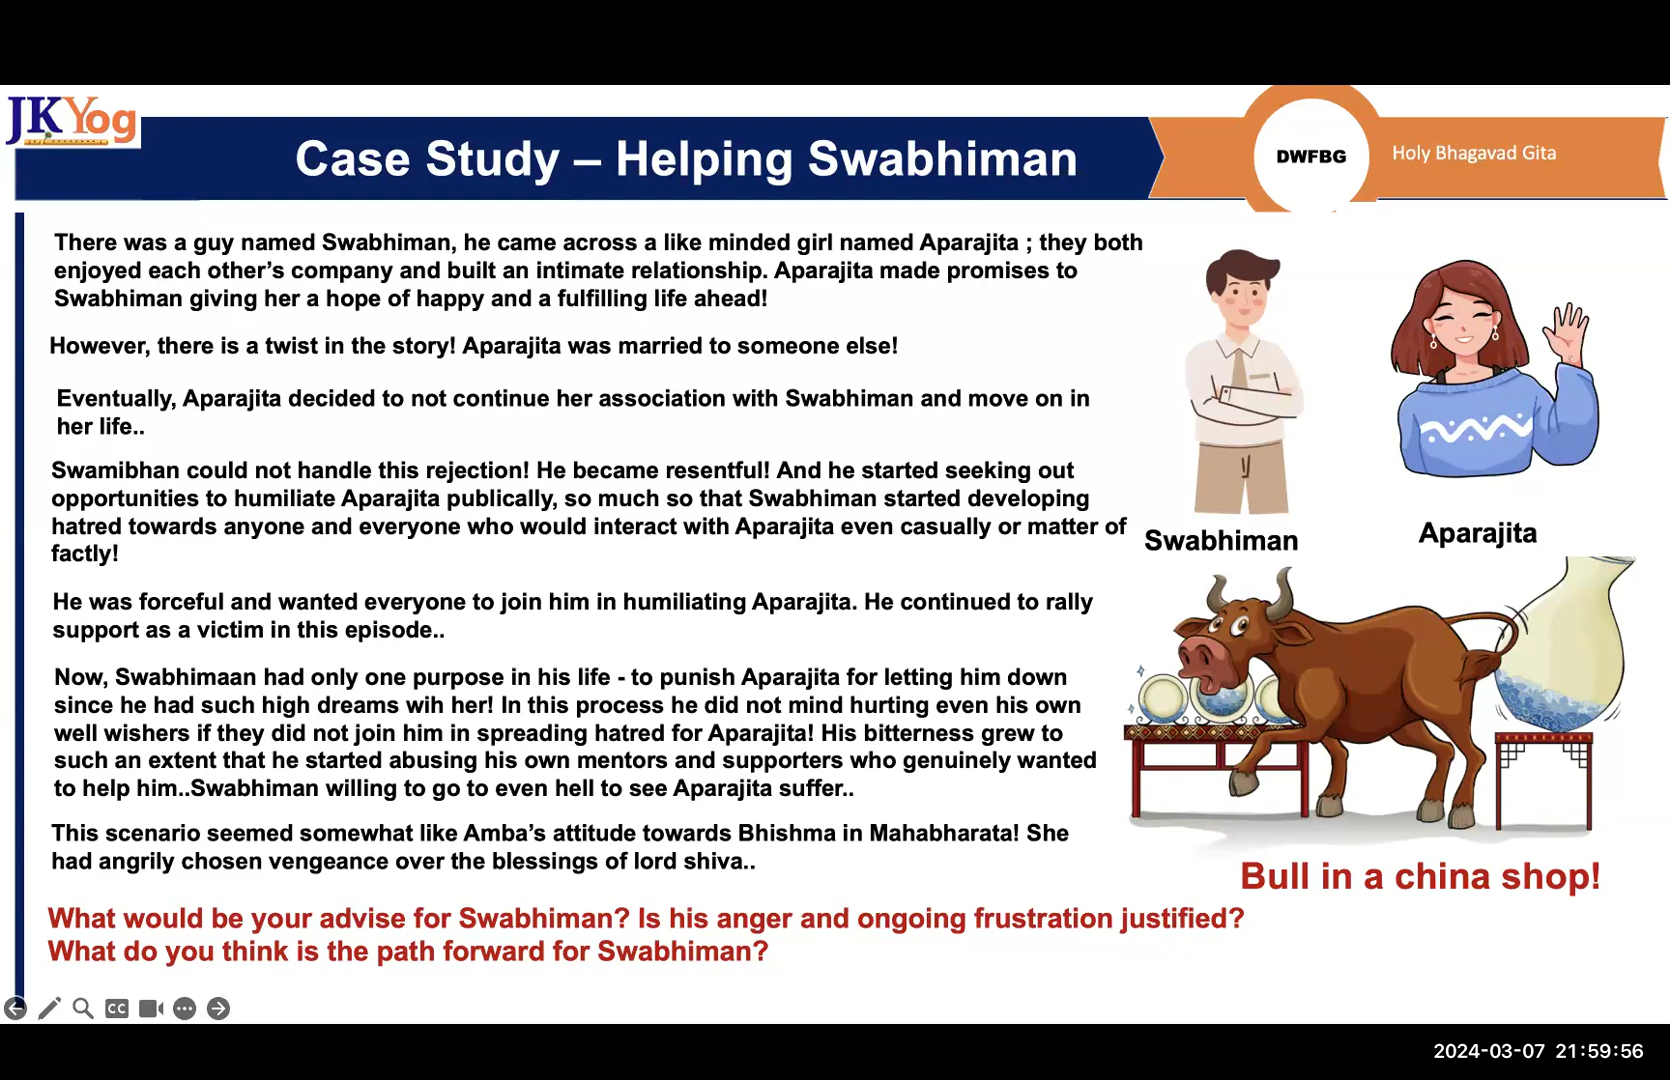 JKYog
Case Study – Helping Swabhiman
DWFBG
Holy Bhagavad Gita
There was a guy named Swabhiman, he came across a like minded girl named Aparajita ; they both
enjoyed each other's company and built an intimate relationship. Aparajita made promises to
Swabhiman giving her a hope of happy and a fulfilling life ahead!
However, there is a twist in the story! Aparajita was married to someone else!
Eventually, Aparajita decided to not continue her association with Swabhiman and move on in
her life..
Swamibhan could not handle this rejection! He became resentful! And he started seeking out
opportunities to humiliate Aparajita publically, so much so that Swabhiman started developing
hatred towards anyone and everyone who would interact with Aparajita even casually or matter of
factly!
He was forceful and wanted everyone to join him in humiliating Aparajita. He continued to rally
support as a victim in this episode..
Now, Swabhimaan had only one purpose in his life - to punish Aparajita for letting him down
since he had such high dreams wih her! In this process he did not mind hurting even his own
well wishers if they did not join him in spreading hatred for Aparajita! His bitterness grew to
such an extent that he started abusing his own mentors and supporters who genuinely wanted
to help him..Swabhiman willing to go to even hell to see Aparajita suffer..
This scenario seemed somewhat like Amba's attitude towards Bhishma in Mahabharata! She
had angrily chosen vengeance over the blessings of lord shiva..
Swabhiman
Aparajita
Bull in a china shop!
What would be your advise for Swabhiman? Is his anger and ongoing frustration justified?
What do you think is the path forward for Swabhiman?
CC
2024-03-07 21:59:56